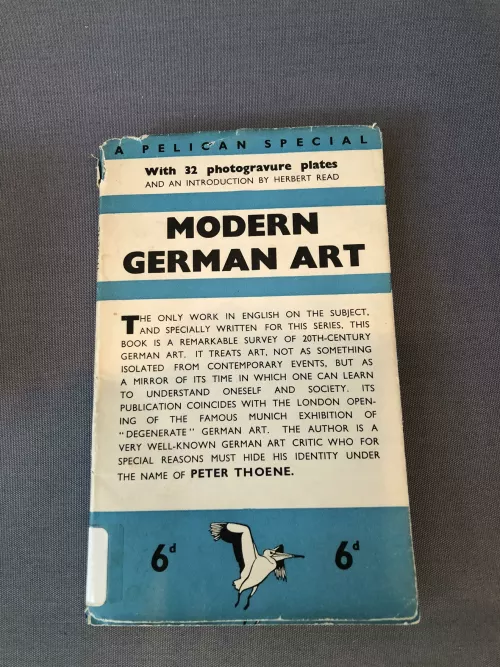 A PELICAN SPECIAL
With 32 photogravure plates
AND AN INTRODUCTION BY HERBERT READ
MODERN
GERMAN ART
THE ONLY WORK IN ENGLISH ON THE SUBJECT,
AND SPECIALLY WRITTEN FOR THIS SERIES, THIS
BOOK IS A REMARKABLE SURVEY OF 20TH-CENTURY
GERMAN ART. IT TREATS ART, NOT AS SOMETHING
ISOLATED FROM CONTEMPORARY EVENTS, BUT AS
A MIRROR OF ITS TIME IN WHICH ONE CAN LEARN
TO UNDERSTAND ONESELF AND SOCIETY. ITS
PUBLICATION COINCIDES WITH THE LONDON OPEN-
ING OF THE FAMOUS MUNICH EXHIBITION OF
"DEGENERATE" GERMAN ART. THE AUTHOR IS A
VERY WELL-KNOWN GERMAN ART CRITIC WHO FOR
SPECIAL REASONS MUST HIDE HIS IDENTITY UNDER
THE NAME OF PETER THOENE.
6d 6d